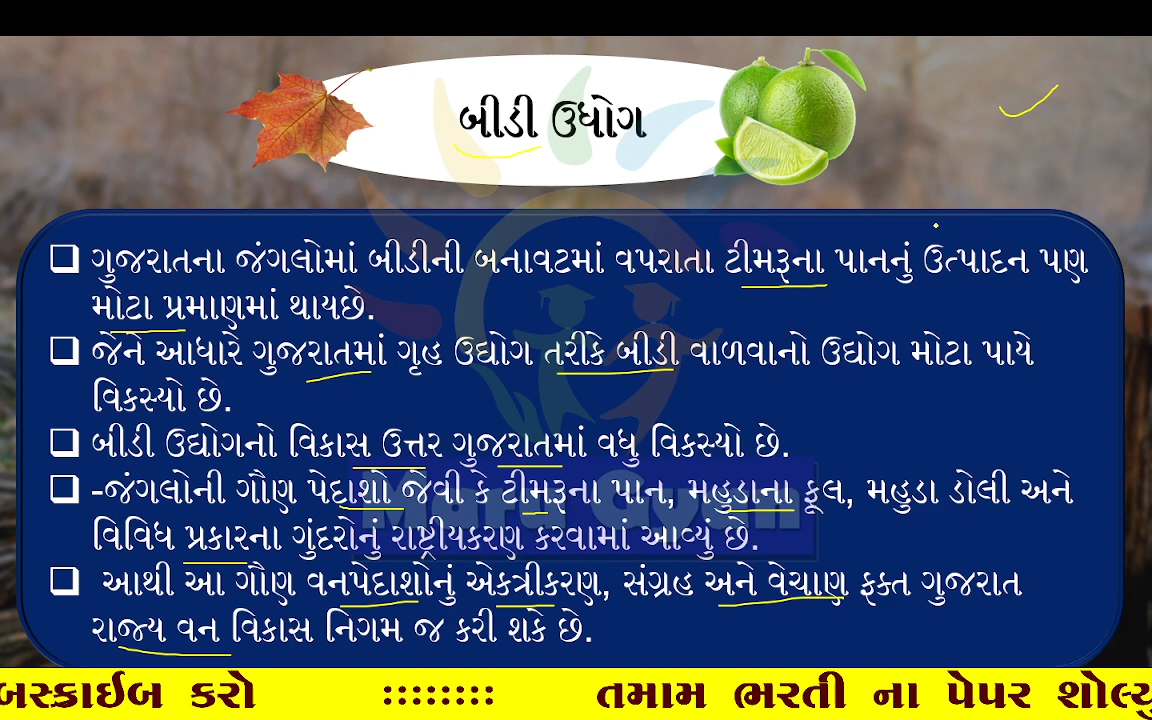 બીડી ઉધોગ
❑ ગુજરાતના જંગલોમાં બીડીની બનાવટમાં વપરાતા ટીમરૂના પાનનું ઉત્પાદન પણ
મોટા પ્રમાણમાં થાયછે.
❑ જેને આધારે ગુજરાતમાં ગૃહ ઉદ્યોગ તરીકે બીડી વાળવાનો ઉદ્યોગ મોટા પાયે
વિકસ્યો છે.
❑ બીડી ઉદ્યોગનો વિકાસ ઉત્તર ગુજરાતમાં વધુ વિકસ્યો છે.
❑ -જંગલોની ગૌણ પેદાશો જેવી કે ટીમરૂના પાન, મહુડાના ફૂલ, મહુડા ડોલી અને
વિવિધ પ્રકારના ગુંદરોનું રાષ્ટ્રીયકરણ કરવામાં આવ્યું છે.
❑ આથી આ ગૌણ વનપેદાશોનું એકત્રીકરણ, સંગ્રહ અને વેચાણ ફક્ત ગુજરાત
રાજ્ય વન વિકાસ નિગમ જ કરી શકે છે.
બસ્ક્રાઈબ કરો :::::::: તમામ ભરતી ના પેપર